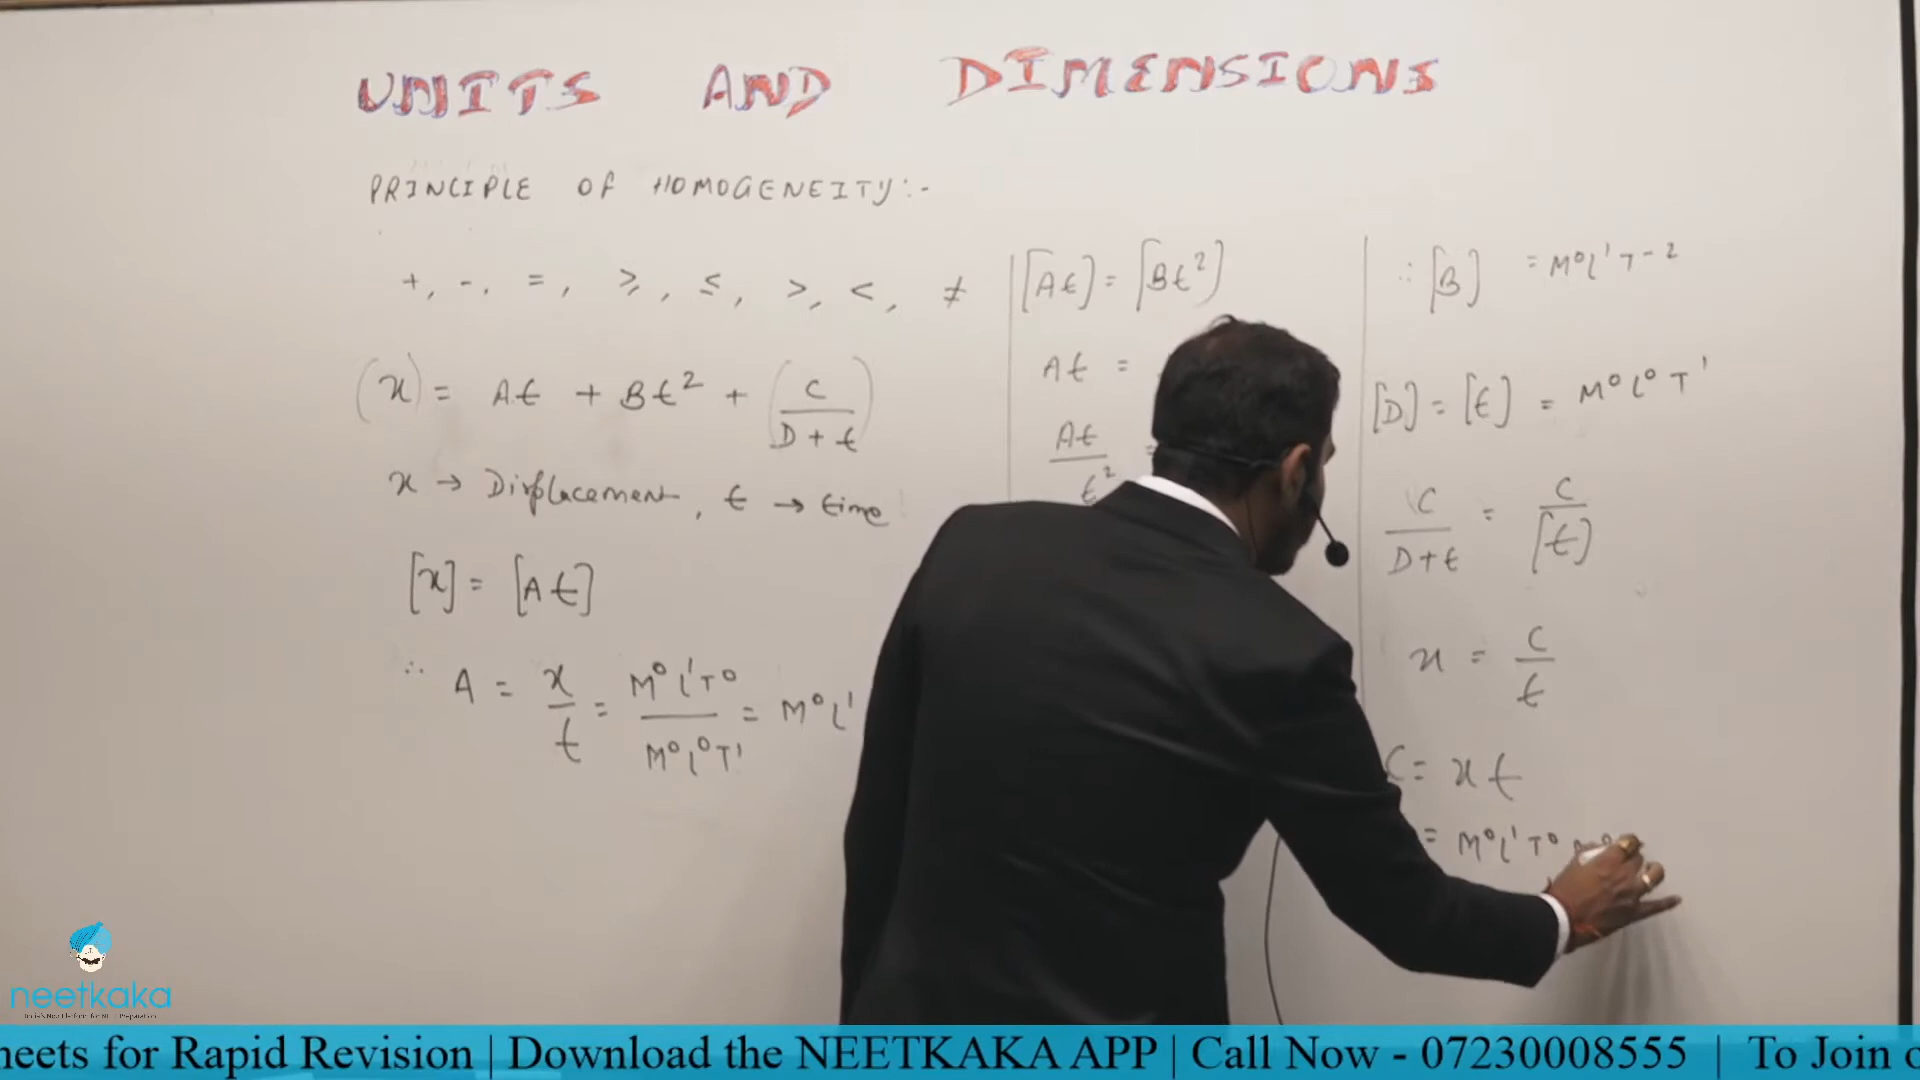 UNITS AND DIMENSIONS
PRINCIPLE OF HOMOGENEITY:-
+, -, =, ≥, ≤, >, <, ≠
(x) = At + Bt² + (C / D + t)
x → Displacement, t → time
[x] = [At]
∴ A = x / t = M⁰L¹T⁰ / M⁰L⁰T¹ = M⁰L¹
[At] = [Bt²]
At =
At / t² =
∴ [B] = M⁰L¹T⁻²
[D] = [t] = M⁰L⁰T¹
C / D+t = C / [t]
x = C / t
C = xt
= M⁰L¹T⁰
neetkaka
heets for Rapid Revision | Download the NEETKAKA APP | Call Now - 07230008555 | To Join